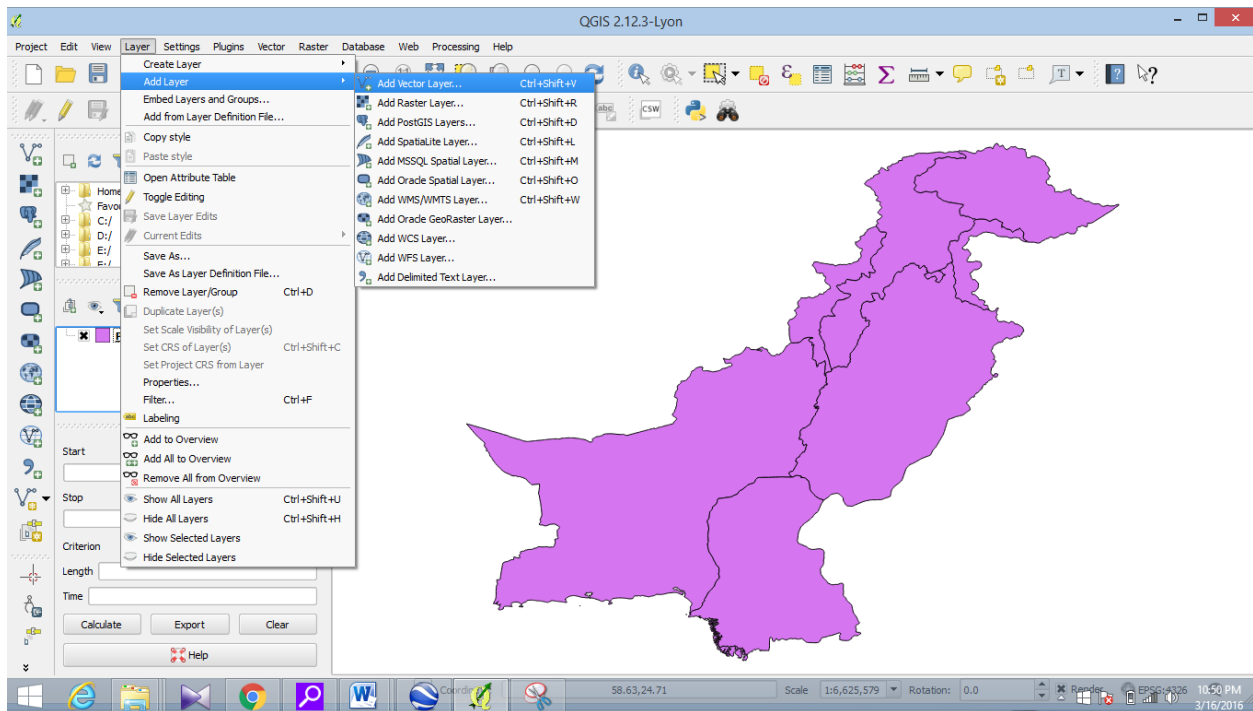 QGIS 2.12.3-Lyon
Project Edit View Layer Settings Plugins Vector Raster Database Web Processing Help
Create Layer
Add Layer
Embed Layers and Groups...
Add from Layer Definition File...
Copy style
Paste style
Open Attribute Table
Toggle Editing
Save Layer Edits
Current Edits
Save As...
Save As Layer Definition File...
Remove Layer/Group Ctrl+D
Duplicate Layer(s)
Set Scale Visibility of Layer(s)
Set CRS of Layer(s) Ctrl+Shift+C
Set Project CRS from Layer
Properties...
Filter... Ctrl+F
Labeling
Add to Overview
Add All to Overview
Remove All from Overview
Show All Layers Ctrl+Shift+U
Hide All Layers Ctrl+Shift+H
Show Selected Layers
Hide Selected Layers
Add Vector Layer... Ctrl+Shift+V
Add Raster Layer... Ctrl+Shift+R
Add PostGIS Layers... Ctrl+Shift+D
Add SpatiaLite Layer... Ctrl+Shift+L
Add MSSQL Spatial Layer... Ctrl+Shift+M
Add Oracle Spatial Layer... Ctrl+Shift+O
Add WMS/WMTS Layer... Ctrl+Shift+W
Add Oracle GeoRaster Layer...
Add WCS Layer...
Add WFS Layer...
Add Delimited Text Layer...
abc
CSW
Home
Favou
C:/
D:/
E:/
Start
Stop
Criterion
Length
Time
Calculate Export Clear
Help
58.63,24.71
Scale 1:6,625,579 Rotation: 0.0
Render EPSG:4326
10:50 PM
3/16/2016